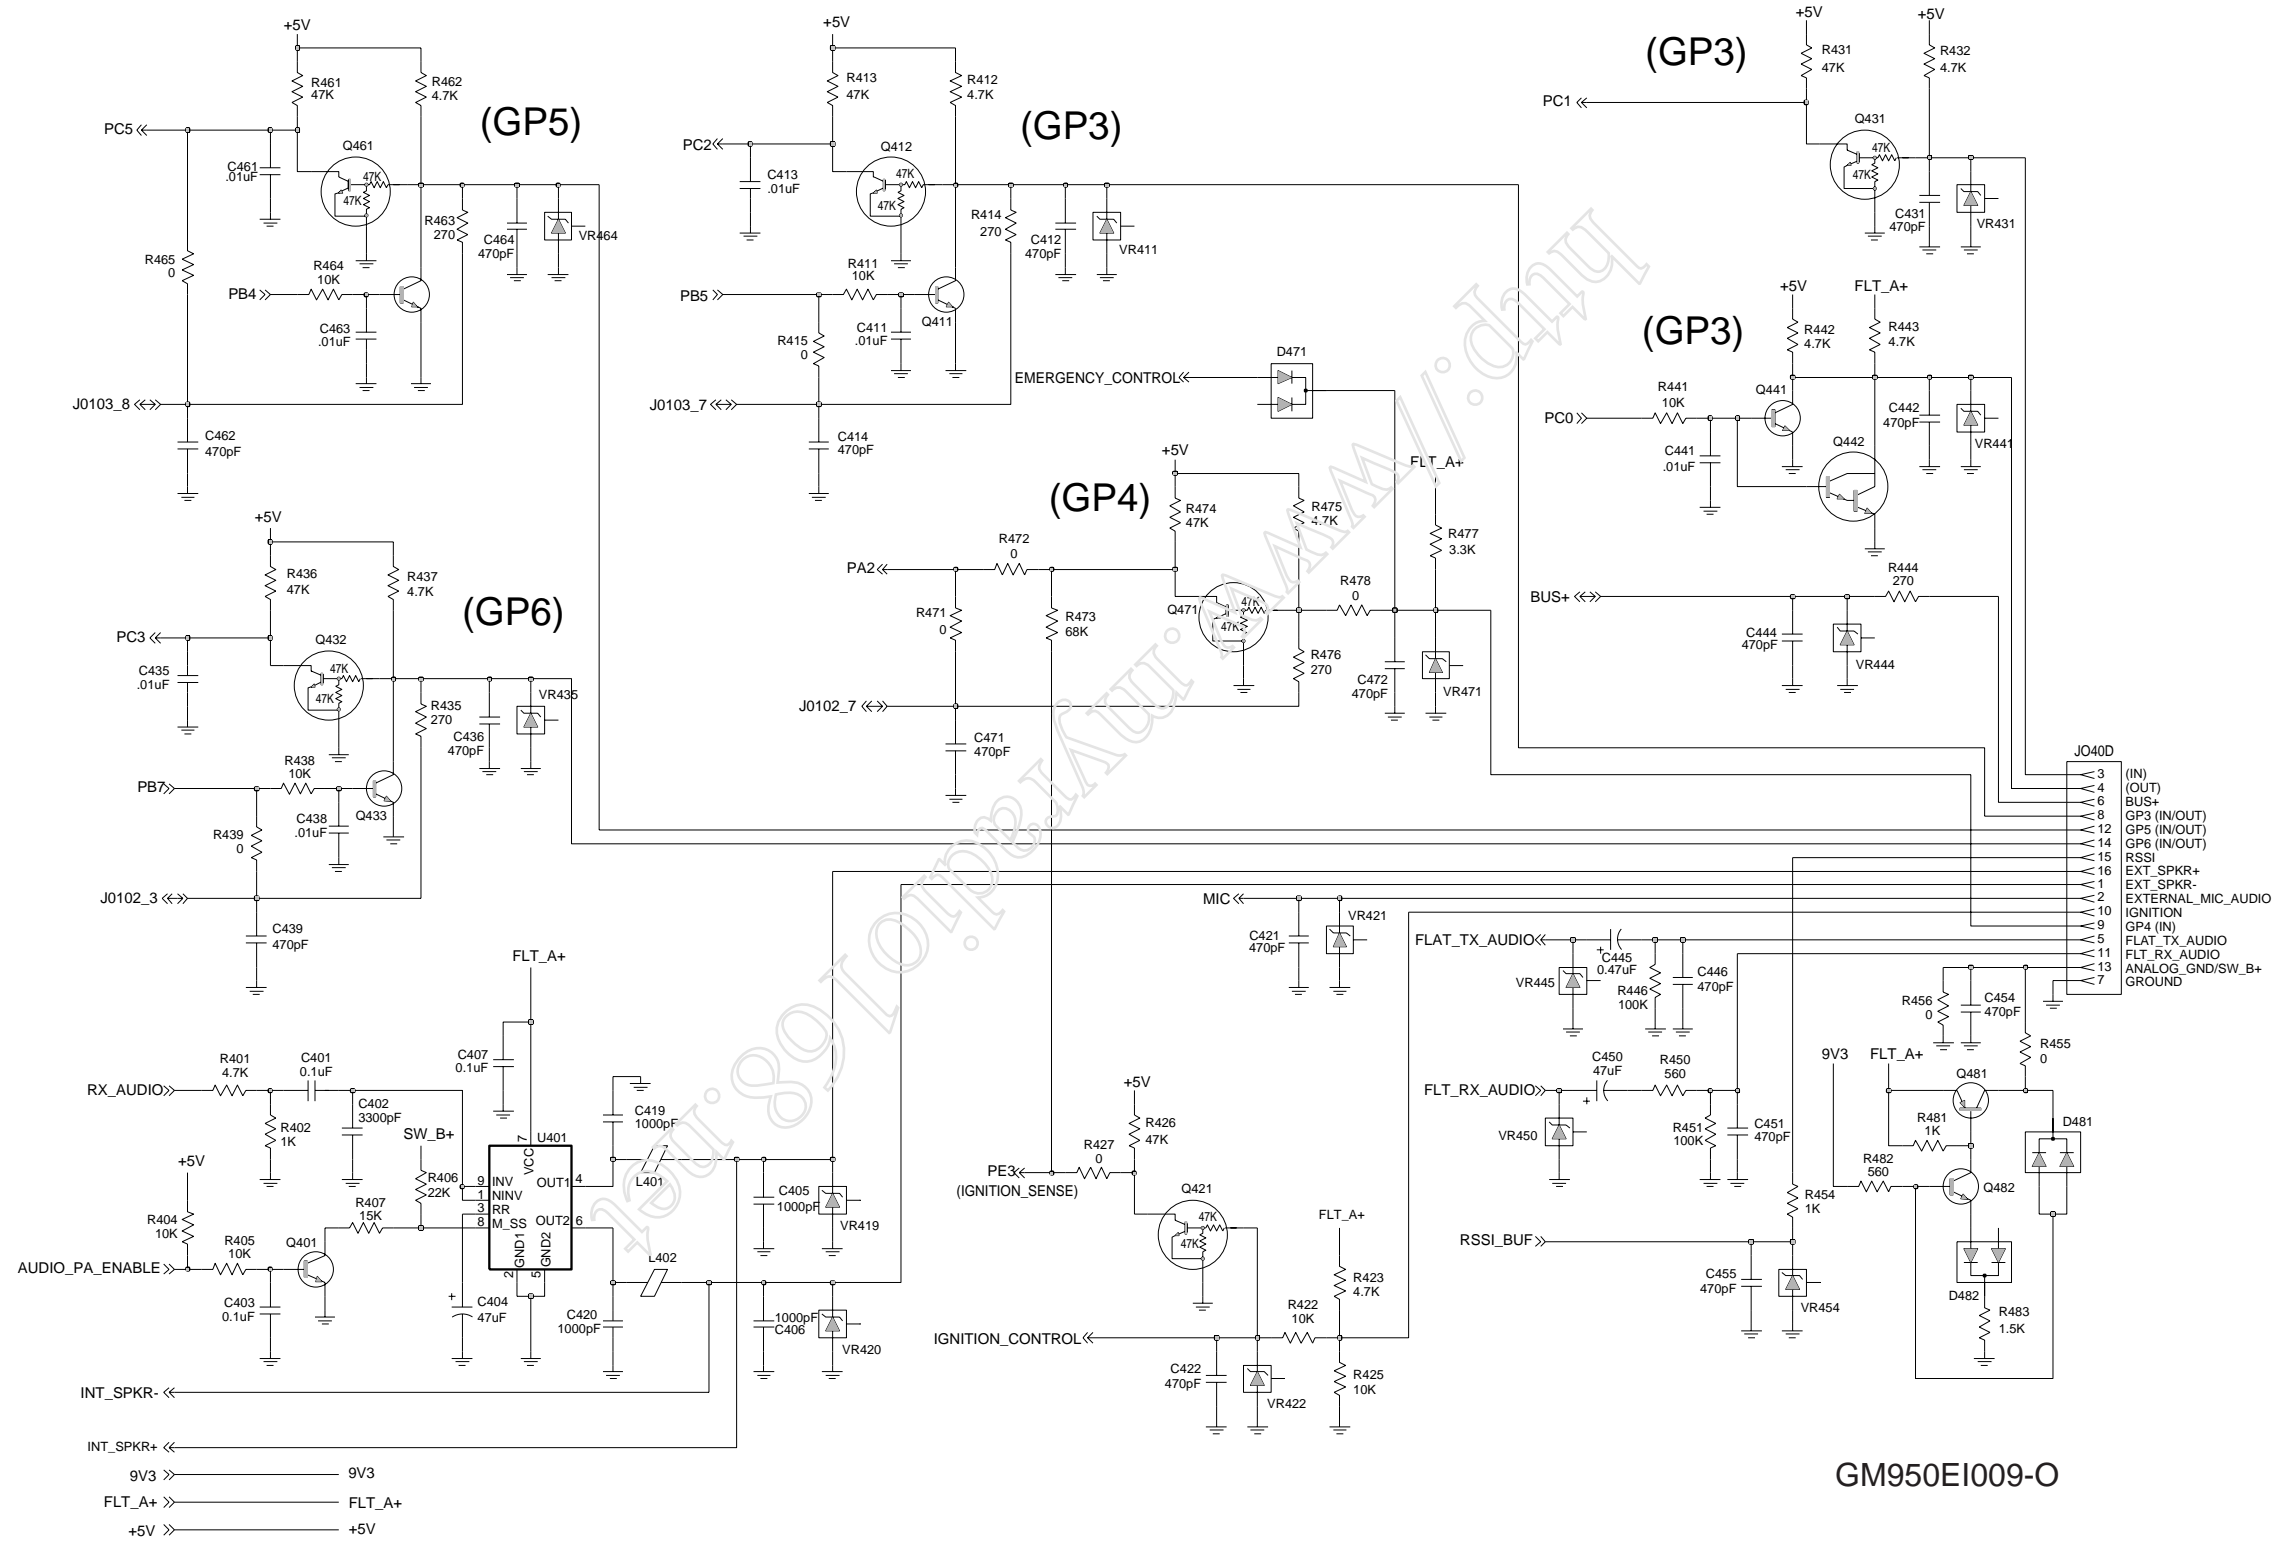 +5V
R461
47K
R462
4.7K
(GP5)
PC5
C461
.01uF
Q461
47K
47K
R463
270
C464
470pF
VR464
R465
0
R464
10K
PB4
C463
.01uF
J0103_8
C462
470pF
+5V
R413
47K
R412
4.7K
(GP3)
PC2
C413
.01uF
Q412
47K
47K
R414
270
C412
470pF
VR411
R411
10K
PB5
Q411
R415
0
C411
.01uF
J0103_7
C414
470pF
(GP3)
+5V
R431
47K
+5V
R432
4.7K
PC1
Q431
47K
47K
C431
470pF
VR431
(GP3)
+5V
FLT_A+
R442
4.7K
R443
4.7K
R441
10K
Q441
PC0
C441
.01uF
Q442
C442
470pF
VR441
D471
EMERGENCY_CONTROL
(GP4)
+5V
FLT_A+
R474
47K
R475
4.7K
R477
3.3K
R472
0
PA2
R471
0
R473
68K
Q471
47K
47K
R478
0
R476
270
C472
470pF
VR471
J0102_7
C471
470pF
BUS+
R444
270
C444
470pF
VR444
+5V
R436
47K
R437
4.7K
(GP6)
PC3
C435
.01uF
Q432
47K
47K
R435
270
C436
470pF
VR435
R438
10K
PB7
Q433
R439
0
C438
.01uF
J0102_3
C439
470pF
JO40D
3 (IN)
4 (OUT)
6 BUS+
8 GP3 (IN/OUT)
12 GP5 (IN/OUT)
14 GP6 (IN/OUT)
15 RSSI
16 EXT_SPKR+
1 EXT_SPKR-
2 EXTERNAL_MIC_AUDIO
10 IGNITION
9 GP4 (IN)
5 FLAT_TX_AUDIO
11 FLT_RX_AUDIO
13 ANALOG_GND/SW_B+
7 GROUND
MIC
C421
470pF
VR421
FLAT_TX_AUDIO
VR445
+
C445
0.47uF
R446
100K
C446
470pF
R456
0
C454
470pF
R455
0
FLT_RX_AUDIO
VR450
C450
47uF
+
R450
560
R451
100K
C451
470pF
9V3
FLT_A+
Q481
R481
1K
R482
560
Q482
D481
D482
R483
1.5K
R454
1K
RSSI_BUF
C455
470pF
VR454
FLT_A+
C407
0.1uF
RX_AUDIO
R401
4.7K
C401
0.1uF
R402
1K
C402
3300pF
SW_B+
R406
22K
+5V
R404
10K
R407
15K
R405
10K
Q401
AUDIO_PA_ENABLE
C403
0.1uF
+
C404
47uF
U401
7
VCC
9 INV
1 NINV
3 RR
8 M_SS
OUT1 4
OUT2 6
GND1
GND2
2
5
C419
1000pF
L401
L402
C405
1000pF
VR419
C420
1000pF
1000pF
C406
VR420
INT_SPKR-
INT_SPKR+
9V3 9V3
FLT_A+ FLT_A+
+5V +5V
+5V
R426
47K
R427
0
PE3
(IGNITION_SENSE)
Q421
47K
47K
FLT_A+
R423
4.7K
R422
10K
IGNITION_CONTROL
C422
470pF
VR422
R425
10K
GM950EI009-O
http://www.myradio168.net